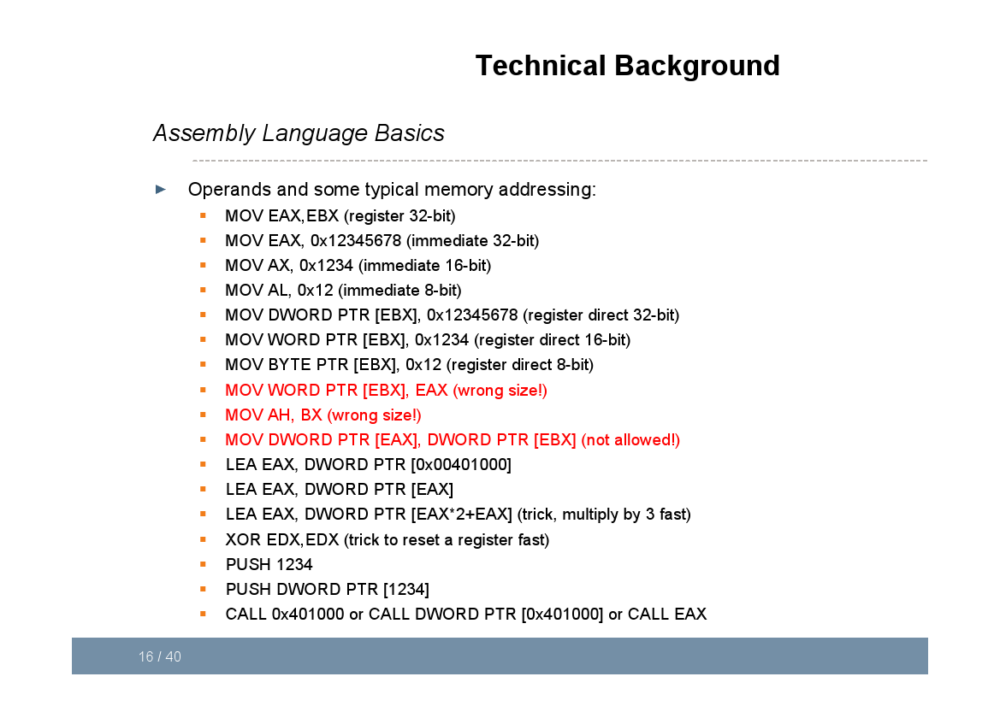 Technical Background
Assembly Language Basics
Operands and some typical memory addressing:
MOV EAX,EBX (register 32-bit)
MOV EAX, 0x12345678 (immediate 32-bit)
MOV AX, 0x1234 (immediate 16-bit)
MOV AL, 0x12 (immediate 8-bit)
MOV DWORD PTR [EBX], 0x12345678 (register direct 32-bit)
MOV WORD PTR [EBX], 0x1234 (register direct 16-bit)
MOV BYTE PTR [EBX], 0x12 (register direct 8-bit)
MOV WORD PTR [EBX], EAX (wrong size!)
MOV AH, BX (wrong size!)
MOV DWORD PTR [EAX], DWORD PTR [EBX] (not allowed!)
LEA EAX, DWORD PTR [0x00401000]
LEA EAX, DWORD PTR [EAX]
LEA EAX, DWORD PTR [EAX*2+EAX] (trick, multiply by 3 fast)
XOR EDX,EDX (trick to reset a register fast)
PUSH 1234
PUSH DWORD PTR [1234]
CALL 0x401000 or CALL DWORD PTR [0x401000] or CALL EAX
16 / 40